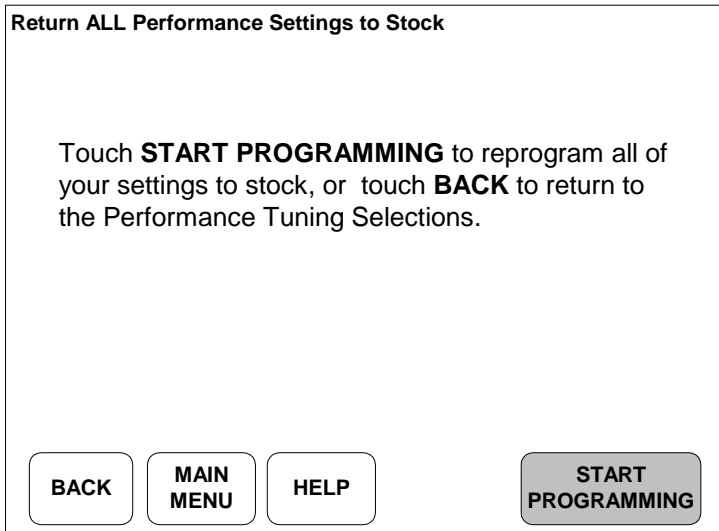 Return ALL Performance Settings to Stock
Touch START PROGRAMMING to reprogram all of
your settings to stock, or  touch BACK to return to
the Performance Tuning Selections.
BACK
MAIN
MENU
HELP
START
PROGRAMMING